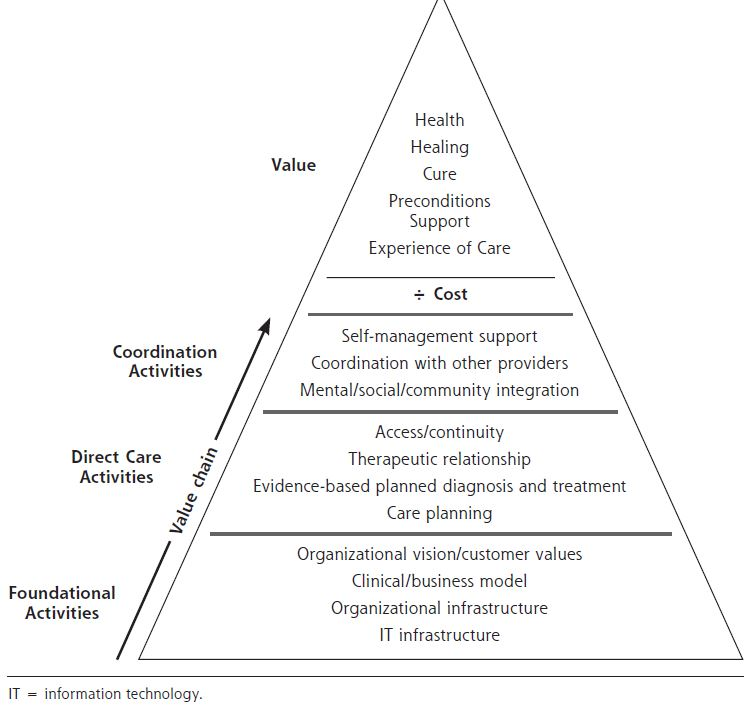 Health
Healing
Value
Cure
Preconditions
Support
Experience of Care
÷ Cost
Self-management support
Coordination
Activities
Coordination with other providers
Mental/social/community integration
Access/continuity
Direct Care
Activities
Therapeutic relationship
Evidence-based planned diagnosis and treatment
Care planning
Value chain
Organizational vision/customer values
Clinical/business model
Foundational
Activities
Organizational infrastructure
IT infrastructure
IT = information technology.